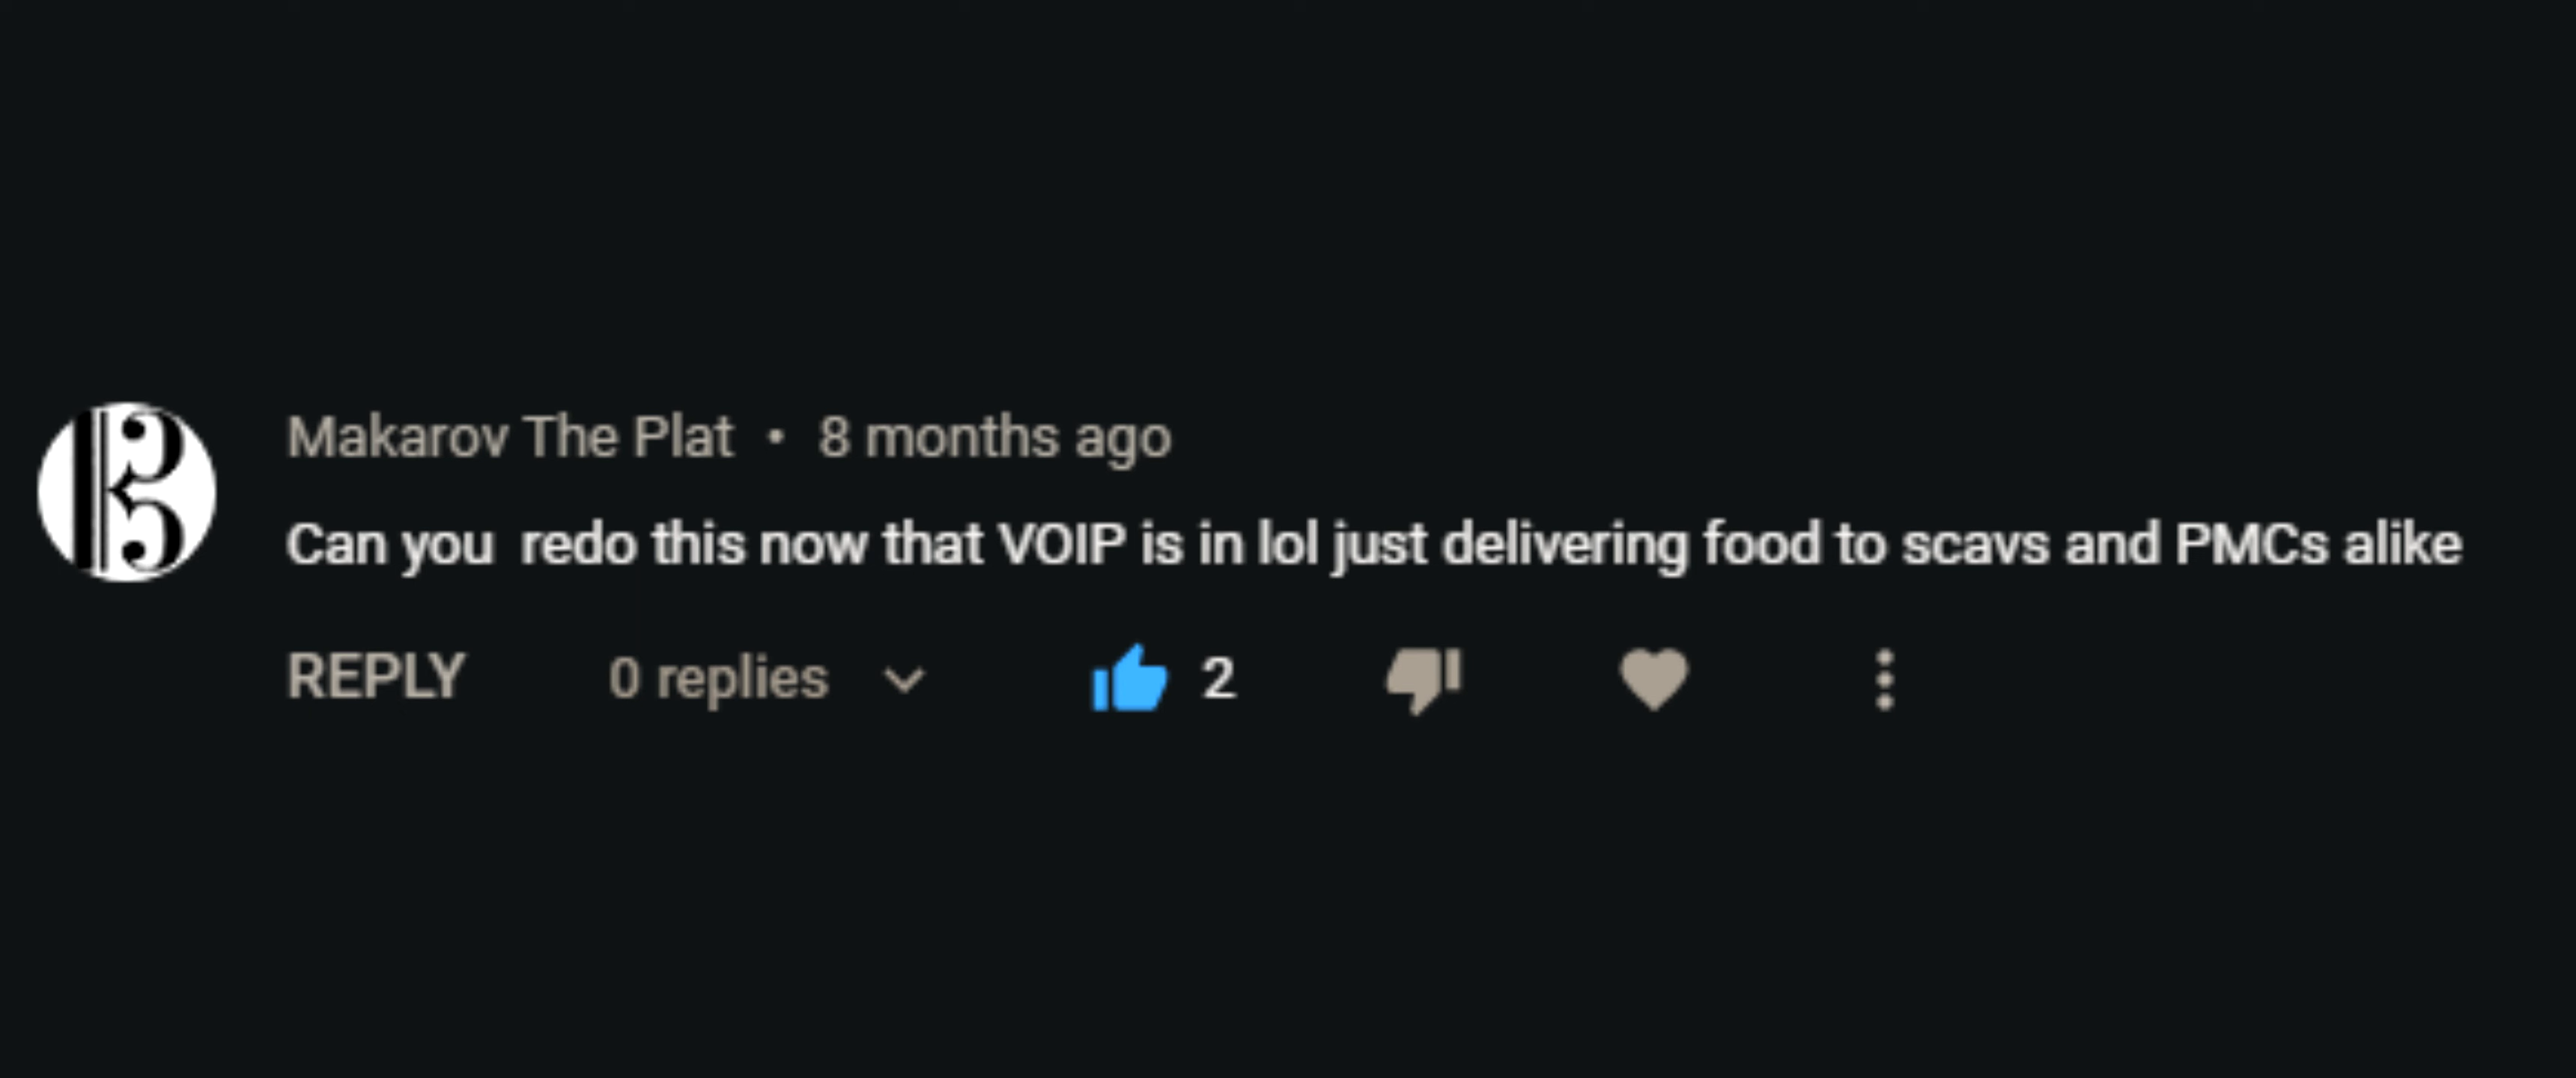 Makarov The Plat • 8 months ago
Can you  redo this now that VOIP is in lol just delivering food to scavs and PMCs alike
REPLY 0 replies 2